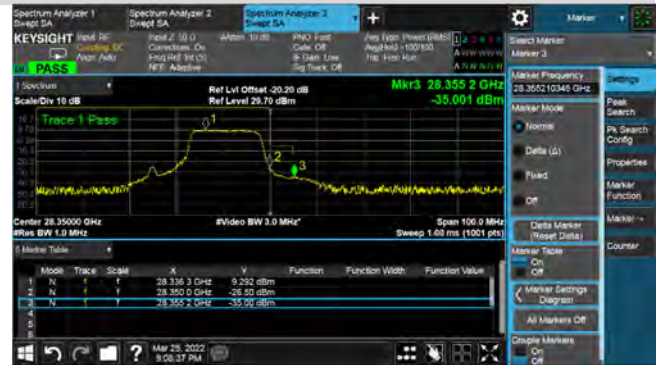 Spectrum Analyzer 1
Swept SA
Spectrum Analyzer 2
Swept SA
Spectrum Analyzer 3
Swept SA
+
Marker
KEYSIGHT
Input: RF
Coupling: DC
Align: Auto
Input Z: 50 Ω
Corrections: On
Freq Ref: Int (S)
NFE: Adaptive
Atten: 10 dB
PNO: Fast
Gate: Off
IF Gain: Low
Sig Track: Off
Avg Type: Power (RMS)
Avg|Hold: >100/100
Trig: Free Run
PASS
Select Marker
Marker 3
1 Spectrum
Scale/Div 10 dB
Ref Lvl Offset -20.20 dB
Ref Level 29.70 dBm
Mkr3 28.355 2 GHz
-35.001 dBm
Trace 1 Pass
1
2
3
Center 28.35000 GHz
#Res BW 1.0 MHz
#Video BW 3.0 MHz*
Span 100.0 MHz
Sweep 1.00 ms (1001 pts)
Marker Table
Mode Trace Scale X Y Function Function Width Function Value
1 N 1 f 28.336 3 GHz 9.292 dBm
2 N 1 f 28.350 0 GHz -26.50 dBm
3 N 1 f 28.355 2 GHz -35.00 dBm
4
5
6
Marker Frequency
28.355210345 GHz
Marker Mode
Normal
Delta (Δ)
Fixed
Off
Delta Marker
(Reset Delta)
Marker Table
On
Off
Marker Settings
Diagram
All Markers Off
Couple Markers
On
Off
Settings
Peak
Search
Pk Search
Config
Properties
Marker
Function
Marker→
Counter
?
9:08:37 PM